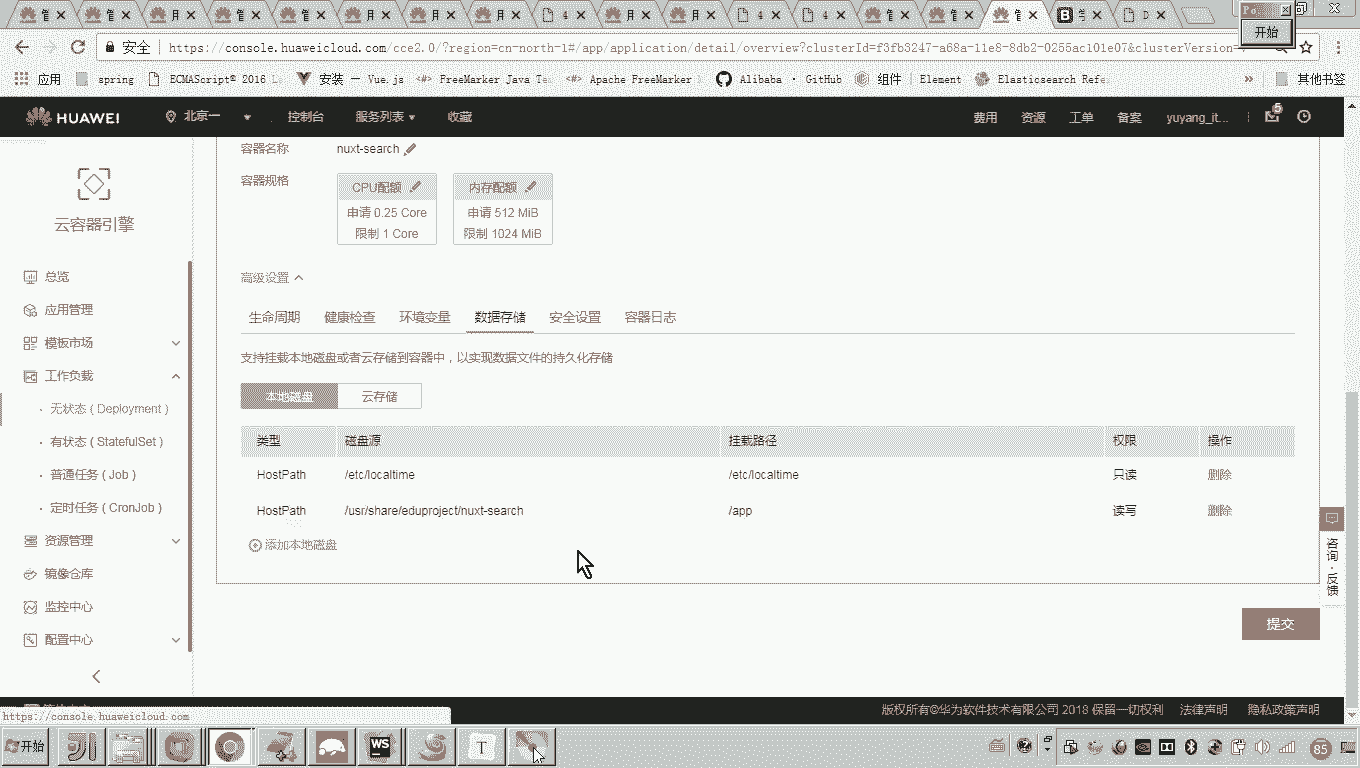 Po...
开始
安全
https://console.huaweicloud.com/cce2.0/?region=cn-north-1#/app/application/detail/overview?clusterId=f3fb3247-a68a-11e8-8db2-0255ac101e07&clusterVersion=
应用
spring
ECMAScript® 2016 L
安装 — Vue.js
FreeMarker Java Te
Apache FreeMarker
Alibaba · GitHub
组件 | Element
Elasticsearch Refe
»
其他书签
HUAWEI
北京一
控制台
服务列表
收藏
费用
资源
工单
备案
yuyang_it...
5
云容器引擎
总览
应用管理
模板市场
工作负载
无状态 ( Deployment )
有状态 ( StatefulSet )
普通任务 ( Job )
定时任务 ( CronJob )
资源管理
镜像仓库
监控中心
配置中心
容器名称
nuxt-search
容器规格
CPU配额
申请 0.25 Core
限制 1 Core
内存配额
申请 512 MiB
限制 1024 MiB
高级设置
生命周期
健康检查
环境变量
数据存储
安全设置
容器日志
支持挂载本地磁盘或者云存储到容器中，以实现数据文件的持久化存储
本地磁盘
云存储
类型 磁盘源 挂载路径 权限 操作
HostPath /etc/localtime /etc/localtime 只读 删除
HostPath /usr/share/eduproject/nuxt-search /app 读写 删除
添加本地磁盘
咨询·反馈
提交
版权所有©华为软件技术有限公司 2018 保留一切权利
法律声明
隐私政策声明
https://console.huaweicloud.com
开始
WS
T
85